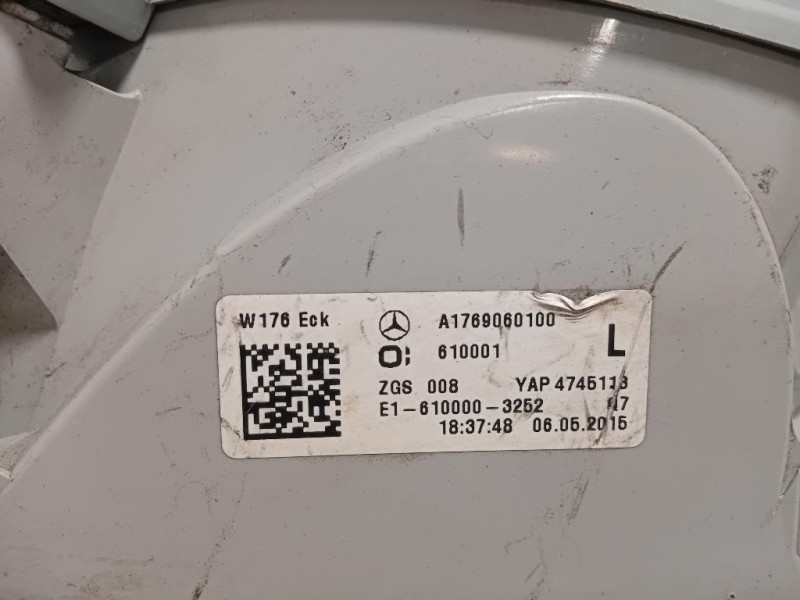 W176 Eck
A1769060100
610001
L
ZGS 008 YAP 4745113
E1-610000-3252
18:37:48 06.05.2015